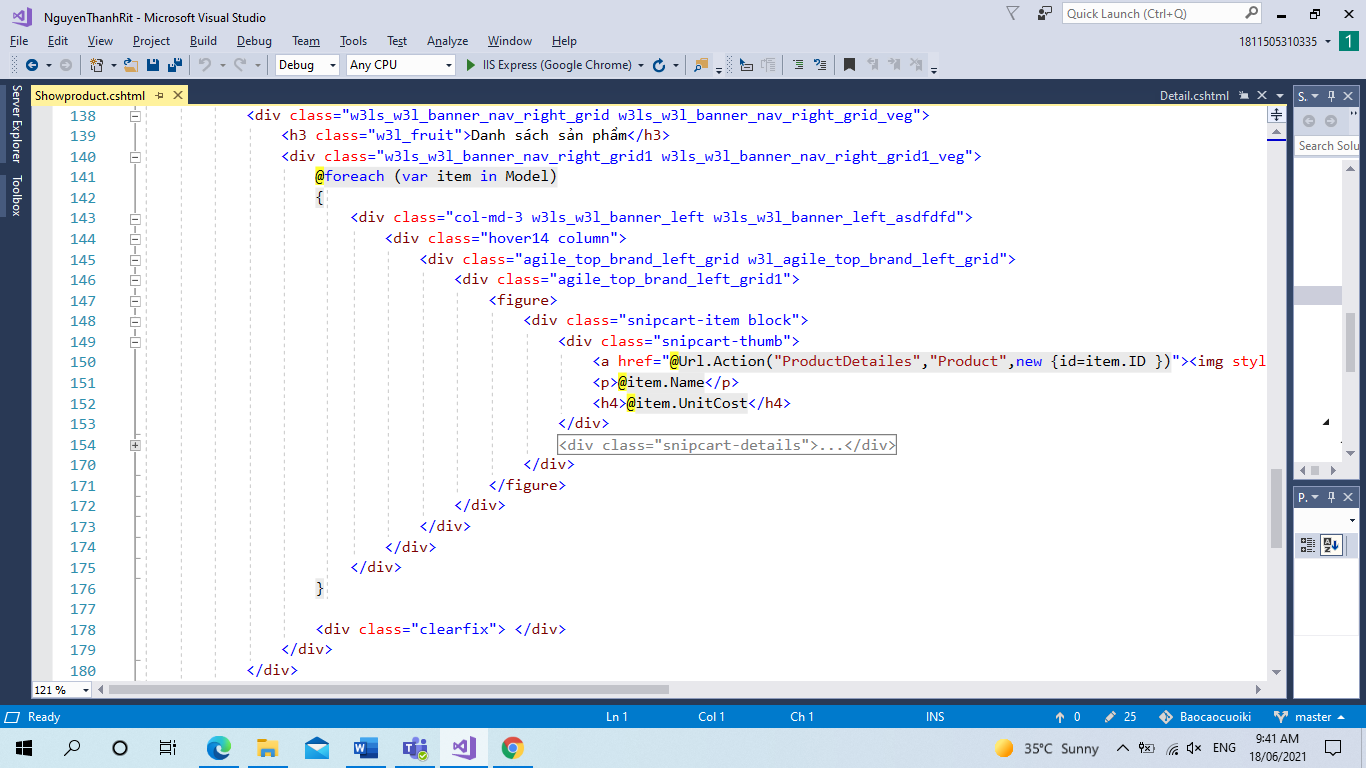 NguyenThanhRit - Microsoft Visual Studio
Quick Launch (Ctrl+Q)
File Edit View Project Build Debug Team Tools Test Analyze Window Help
1811505310335
1
Debug Any CPU IIS Express (Google Chrome)
Server Explorer
Toolbox
Showproduct.cshtml
Detail.cshtml
S.
Search Solu
138 <div class="w3ls_w3l_banner_nav_right_grid w3ls_w3l_banner_nav_right_grid_veg">
139 <h3 class="w3l_fruit">Danh sách sản phẩm</h3>
140 <div class="w3ls_w3l_banner_nav_right_grid1 w3ls_w3l_banner_nav_right_grid1_veg">
141 @foreach (var item in Model)
142 {
143 <div class="col-md-3 w3ls_w3l_banner_left w3ls_w3l_banner_left_asdfdfd">
144 <div class="hover14 column">
145 <div class="agile_top_brand_left_grid w3l_agile_top_brand_left_grid">
146 <div class="agile_top_brand_left_grid1">
147 <figure>
148 <div class="snipcart-item block">
149 <div class="snipcart-thumb">
150 <a href="@Url.Action("ProductDetailes","Product",new {id=item.ID })"><img styl
151 <p>@item.Name</p>
152 <h4>@item.UnitCost</h4>
153 </div>
154 <div class="snipcart-details">...</div>
170 </div>
171 </figure>
172 </div>
173 </div>
174 </div>
175 </div>
176 }
177
178 <div class="clearfix"> </div>
179 </div>
180 </div>
P.
121 %
Ready Ln 1 Col 1 Ch 1 INS 0 25 Baocaocuoiki master
35°C Sunny ENG 9:41 AM
18/06/2021